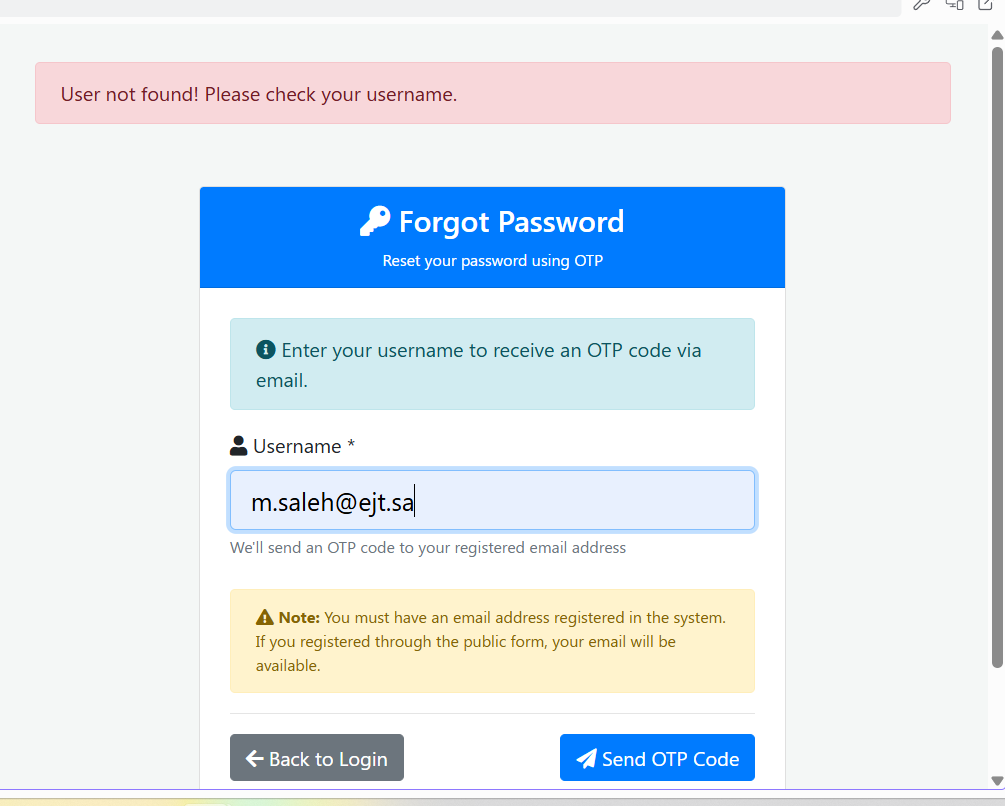 User not found! Please check your username.
Forgot Password
Reset your password using OTP
Enter your username to receive an OTP code via
email.
Username *
m.saleh@ejt.sa
We'll send an OTP code to your registered email address
Note: You must have an email address registered in the system.
If you registered through the public form, your email will be
available.
Back to Login
Send OTP Code